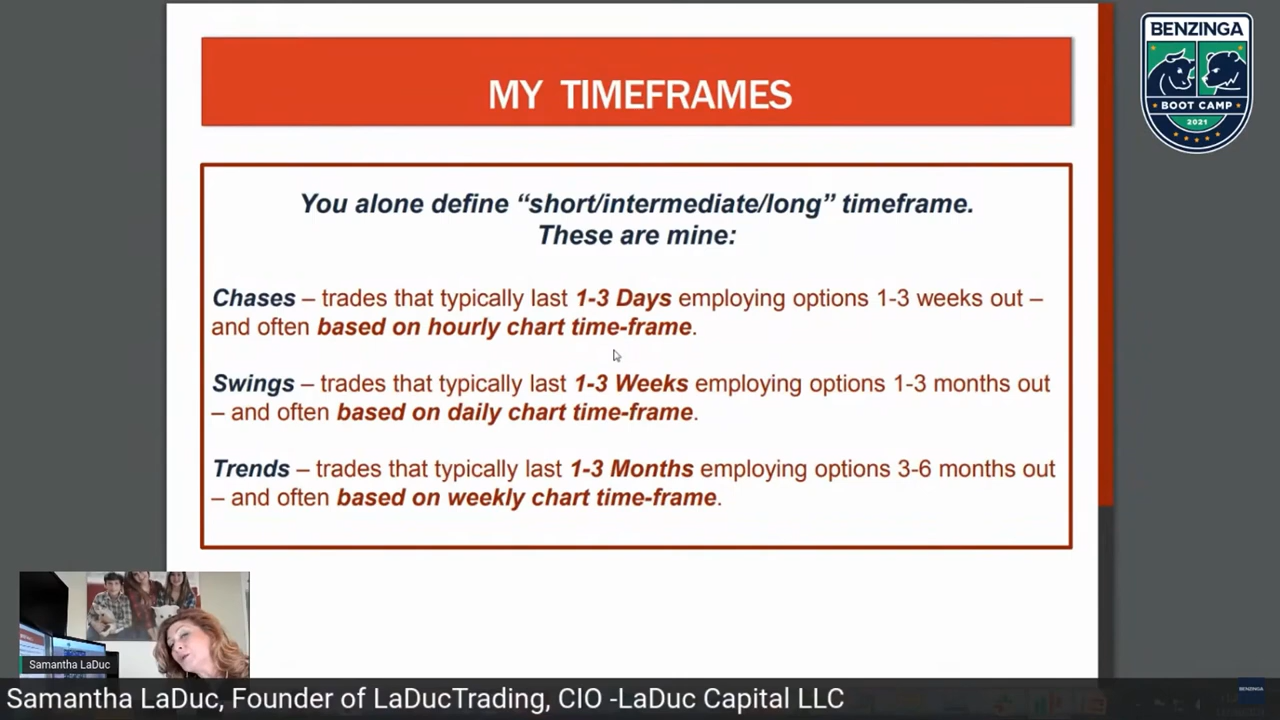 BENZINGA
BOOT CAMP
2021
MY TIMEFRAMES
You alone define “short/intermediate/long” timeframe.
These are mine:
Chases – trades that typically last 1-3 Days employing options 1-3 weeks out –
and often based on hourly chart time-frame.
Swings – trades that typically last 1-3 Weeks employing options 1-3 months out
– and often based on daily chart time-frame.
Trends – trades that typically last 1-3 Months employing options 3-6 months out
– and often based on weekly chart time-frame.
Samantha LaDuc
Samantha LaDuc, Founder of LaDucTrading, CIO -LaDuc Capital LLC
BENZINGA